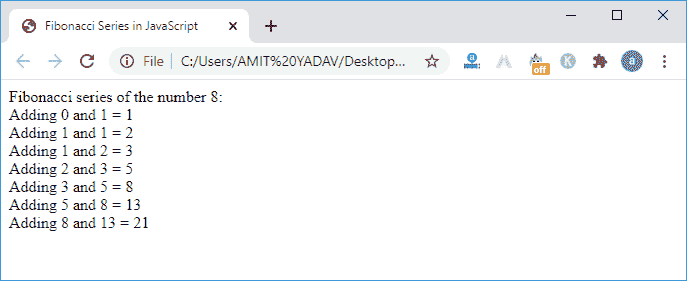 Fibonacci Series in JavaScript
File
C:/Users/AMIT%20YADAV/Desktop...
a
off
K
a
Fibonacci series of the number 8:
Adding 0 and 1 = 1
Adding 1 and 1 = 2
Adding 1 and 2 = 3
Adding 2 and 3 = 5
Adding 3 and 5 = 8
Adding 5 and 8 = 13
Adding 8 and 13 = 21